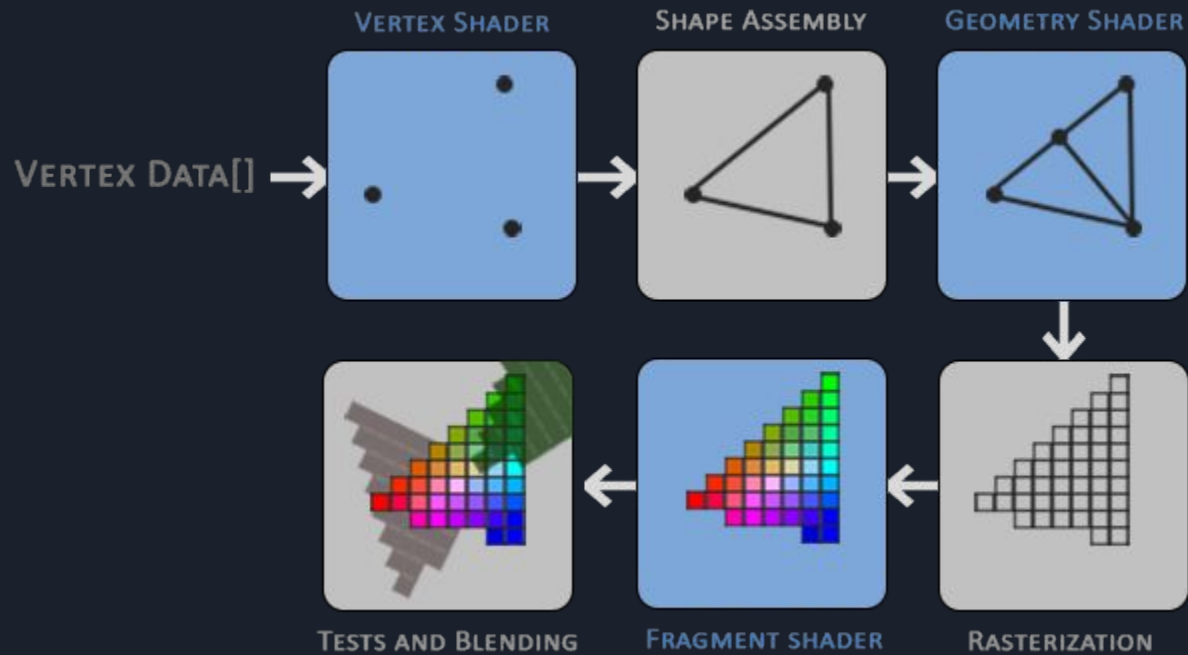 Vertex Shader
Shape Assembly
Geometry Shader
Vertex Data[]
Tests and Blending
Fragment shader
Rasterization